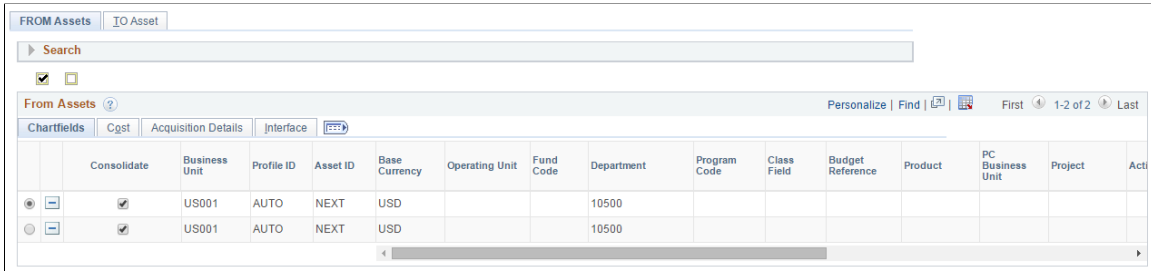 FROM Assets TO Asset
Search
From Assets ? Personalize | Find | First 1-2 of 2 Last
Chartfields Cost Acquisition Details Interface
Consolidate Business Unit Profile ID Asset ID Base Currency Operating Unit Fund Code Department Program Code Class Field Budget Reference Product PC Business Unit Project Acti
US001 AUTO NEXT USD 10500
US001 AUTO NEXT USD 10500